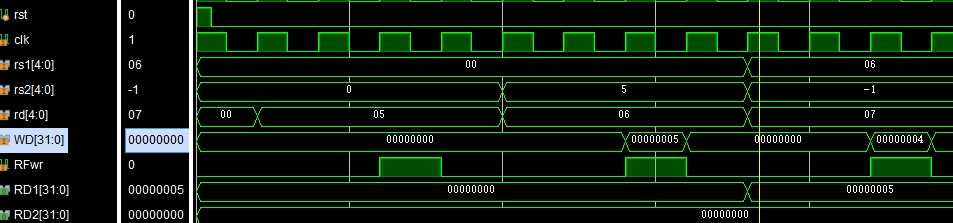 rst 0
clk 1
rs1[4:0] 06 00 06
rs2[4:0] -1 0 5 -1
rd[4:0] 07 00 05 06 07
WD[31:0] 00000000 00000000 00000005 00000000 00000004
RFwr 0
RD1[31:0] 00000005 00000000 00000005
RD2[31:0] 00000000 00000000